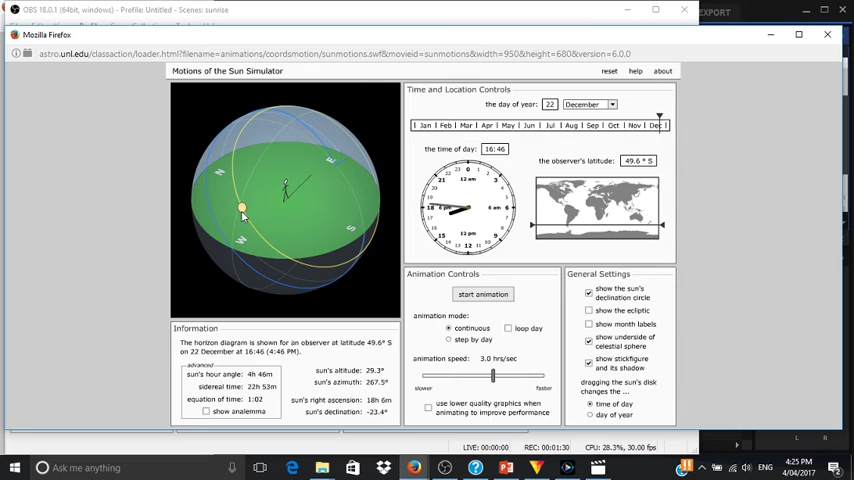 OBS 18.0.1 (64bit, windows) - Profile: Untitled - Scenes: sunrise
EXPORT
Mozilla Firefox
astro.unl.edu/classaction/loader.html?filename=animations/coordsmotion/sunmotions.swf&movieid=sunmotions&width=950&height=680&version=6.0.0
Motions of the Sun Simulator
reset help about
N
E
S
W
Time and Location Controls
the day of year: 22 December
Jan Feb Mar Apr May Jun Jul Aug Sep Oct Nov Dec
the time of day: 16:46
0
12 am
3
6 am
6
9
12 pm
12
15
18 6 pm
21
the observer's latitude: 49.6 ° S
Information
The horizon diagram is shown for an observer at latitude 49.6° S
on 22 December at 16:46 (4:46 PM).
advanced
sun's hour angle: 4h 46m
sidereal time: 22h 53m
equation of time: 1:02
show analemma
sun's altitude: 29.3°
sun's azimuth: 267.5°
sun's right ascension: 18h 6m
sun's declination: -23.4°
Animation Controls
start animation
animation mode:
continuous
loop day
step by day
animation speed: 3.0 hrs/sec
slower faster
use lower quality graphics when
animating to improve performance
General Settings
show the sun's
declination circle
show the ecliptic
show month labels
show underside of
celestial sphere
show stickfigure
and its shadow
dragging the sun's disk
changes the ...
time of day
day of year
LIVE: 00:00:00 REC: 00:01:30 CPU: 28.3%, 30.00 fps
L R
Ask me anything
ENG
4:25 PM
4/04/2017
2